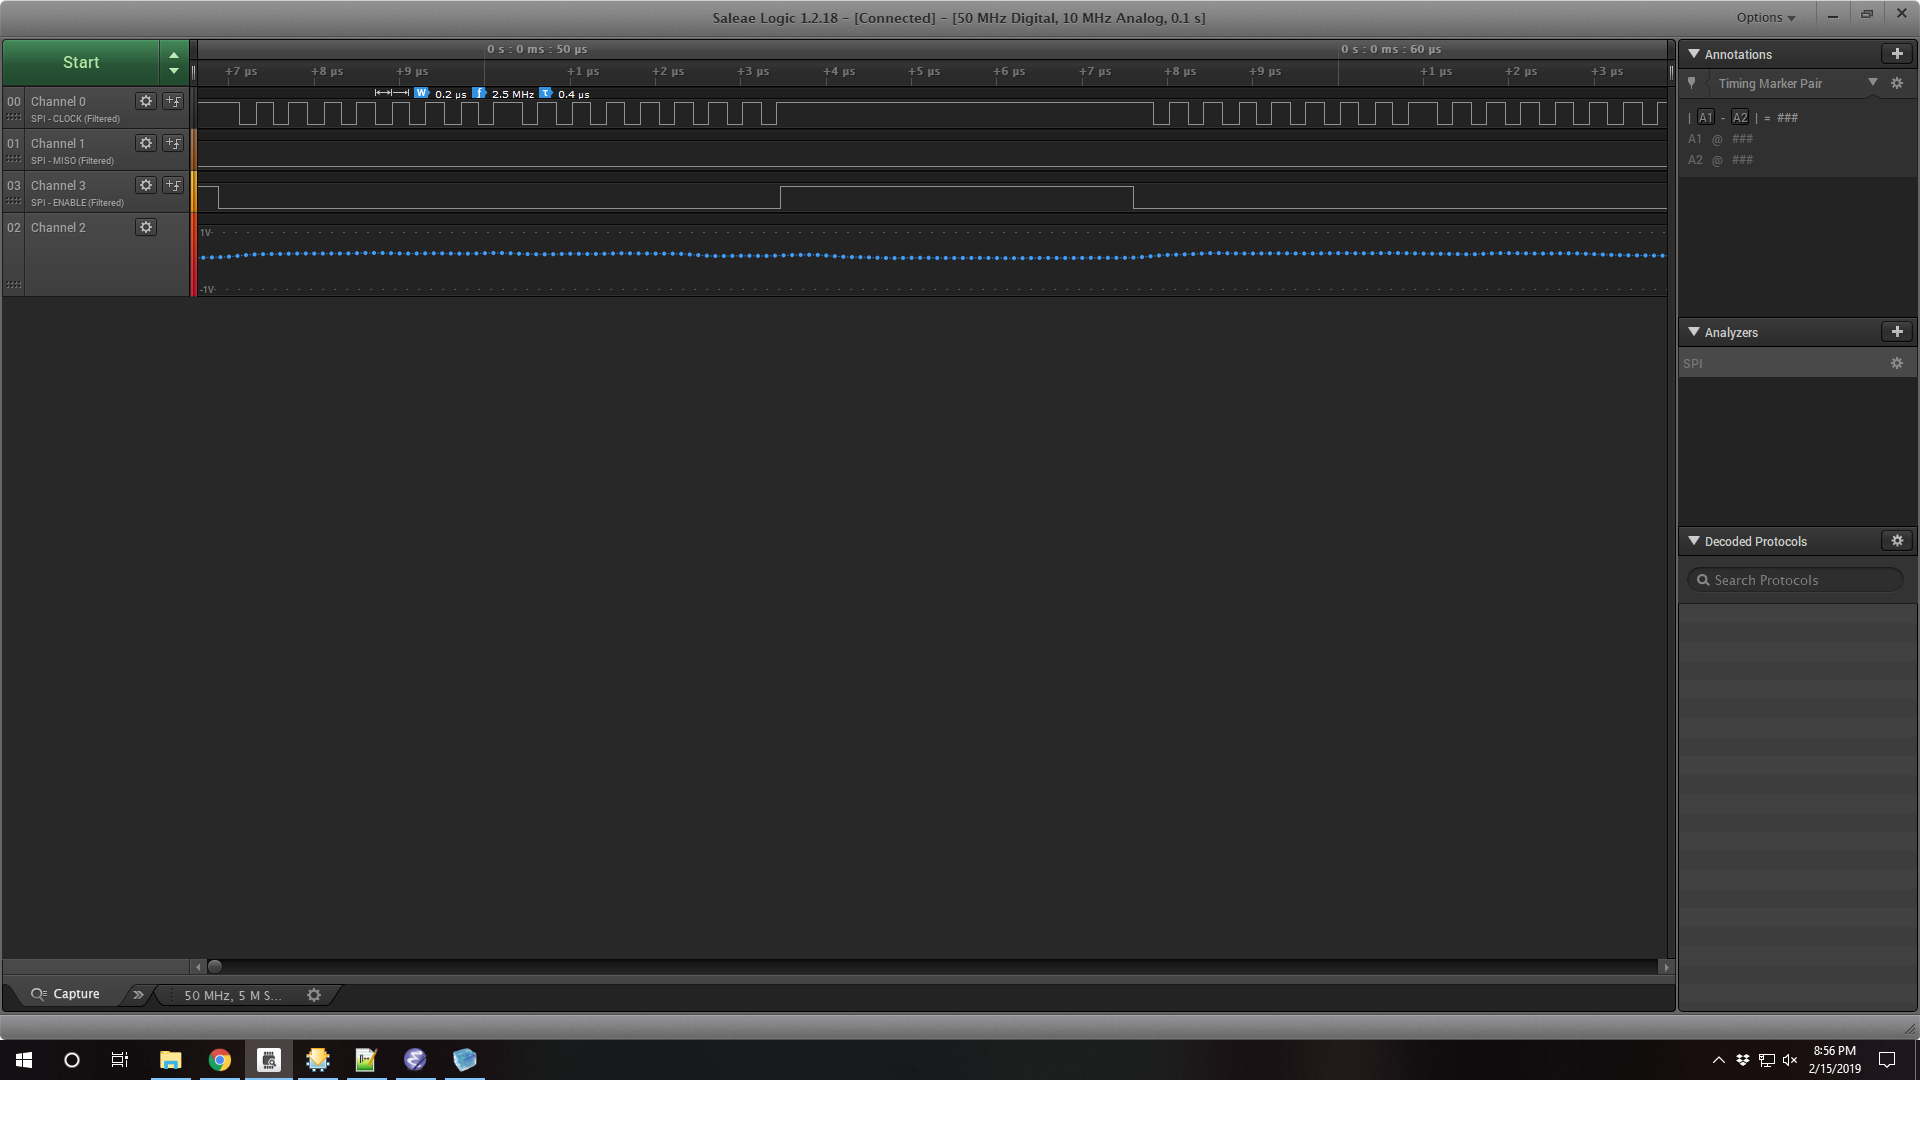 Saleae Logic 1.2.18 - [Connected] - [50 MHz Digital, 10 MHz Analog, 0.1 s]
Options
Start
0 s : 0 ms : 50 µs
0 s : 0 ms : 60 µs
+7 µs
+8 µs
+9 µs
+1 µs
+2 µs
+3 µs
+4 µs
+5 µs
+6 µs
+7 µs
+8 µs
+9 µs
+1 µs
+2 µs
+3 µs
W 0.2 µs f 2.5 MHz T 0.4 µs
00 Channel 0
SPI - CLOCK (Filtered)
01 Channel 1
SPI - MISO (Filtered)
03 Channel 3
SPI - ENABLE (Filtered)
02 Channel 2
1V
-1V
Annotations
Timing Marker Pair
| A1 - A2 | = ###
A1 @ ###
A2 @ ###
Analyzers
SPI
Decoded Protocols
Search Protocols
Capture
50 MHz, 5 M S...
8:56 PM
2/15/2019